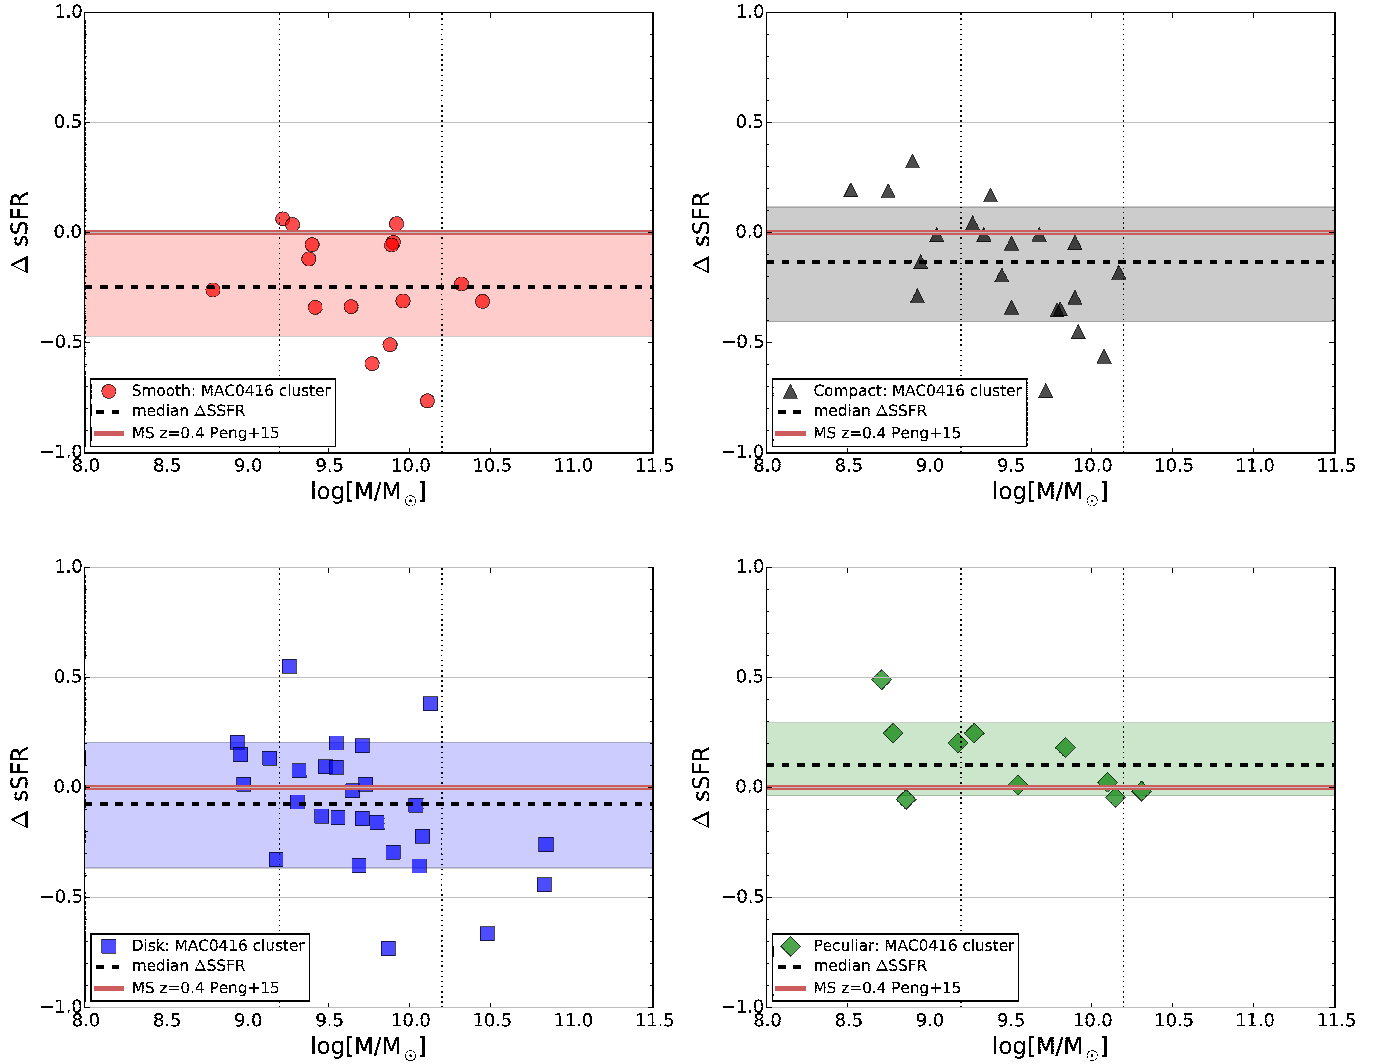 1.0
0.5
0.0
−0.5
−1.0
Δ sSFR
Smooth: MAC0416 cluster
median ΔSSFR
MS z=0.4 Peng+15
8.0 8.5 9.0 9.5 10.0 10.5 11.0 11.5
log[M/M⊙]
1.0
0.5
0.0
−0.5
−1.0
Δ sSFR
Compact: MAC0416 cluster
median ΔSSFR
MS z=0.4 Peng+15
8.0 8.5 9.0 9.5 10.0 10.5 11.0 11.5
log[M/M⊙]
1.0
0.5
0.0
−0.5
−1.0
Δ sSFR
Disk: MAC0416 cluster
median ΔSSFR
MS z=0.4 Peng+15
8.0 8.5 9.0 9.5 10.0 10.5 11.0 11.5
log[M/M⊙]
1.0
0.5
0.0
−0.5
−1.0
Δ sSFR
Peculiar: MAC0416 cluster
median ΔSSFR
MS z=0.4 Peng+15
8.0 8.5 9.0 9.5 10.0 10.5 11.0 11.5
log[M/M⊙]